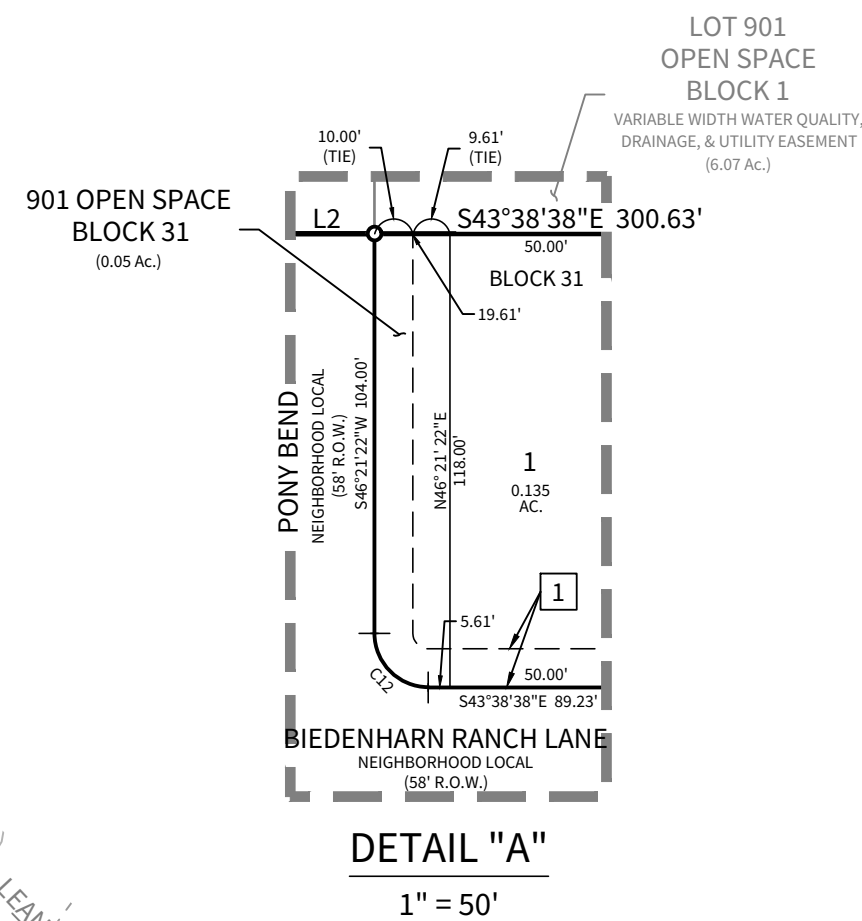 LOT 901
OPEN SPACE
BLOCK 1
VARIABLE WIDTH WATER QUALITY,
DRAINAGE, & UTILITY EASEMENT
(6.07 Ac.)
10.00'
(TIE)
9.61'
(TIE)
901 OPEN SPACE
BLOCK 31
(0.05 Ac.)
L2
S43°38'38"E 300.63'
50.00'
BLOCK 31
19.61'
PONY BEND
NEIGHBORHOOD LOCAL
(58' R.O.W.)
S46°21'22"W 104.00'
N46° 21' 22"E
118.00'
1
0.135
AC.
1
5.61'
C12
50.00'
S43°38'38"E 89.23'
BIEDENHARN RANCH LANE
NEIGHBORHOOD LOCAL
(58' R.O.W.)
DETAIL "A"
1" = 50'